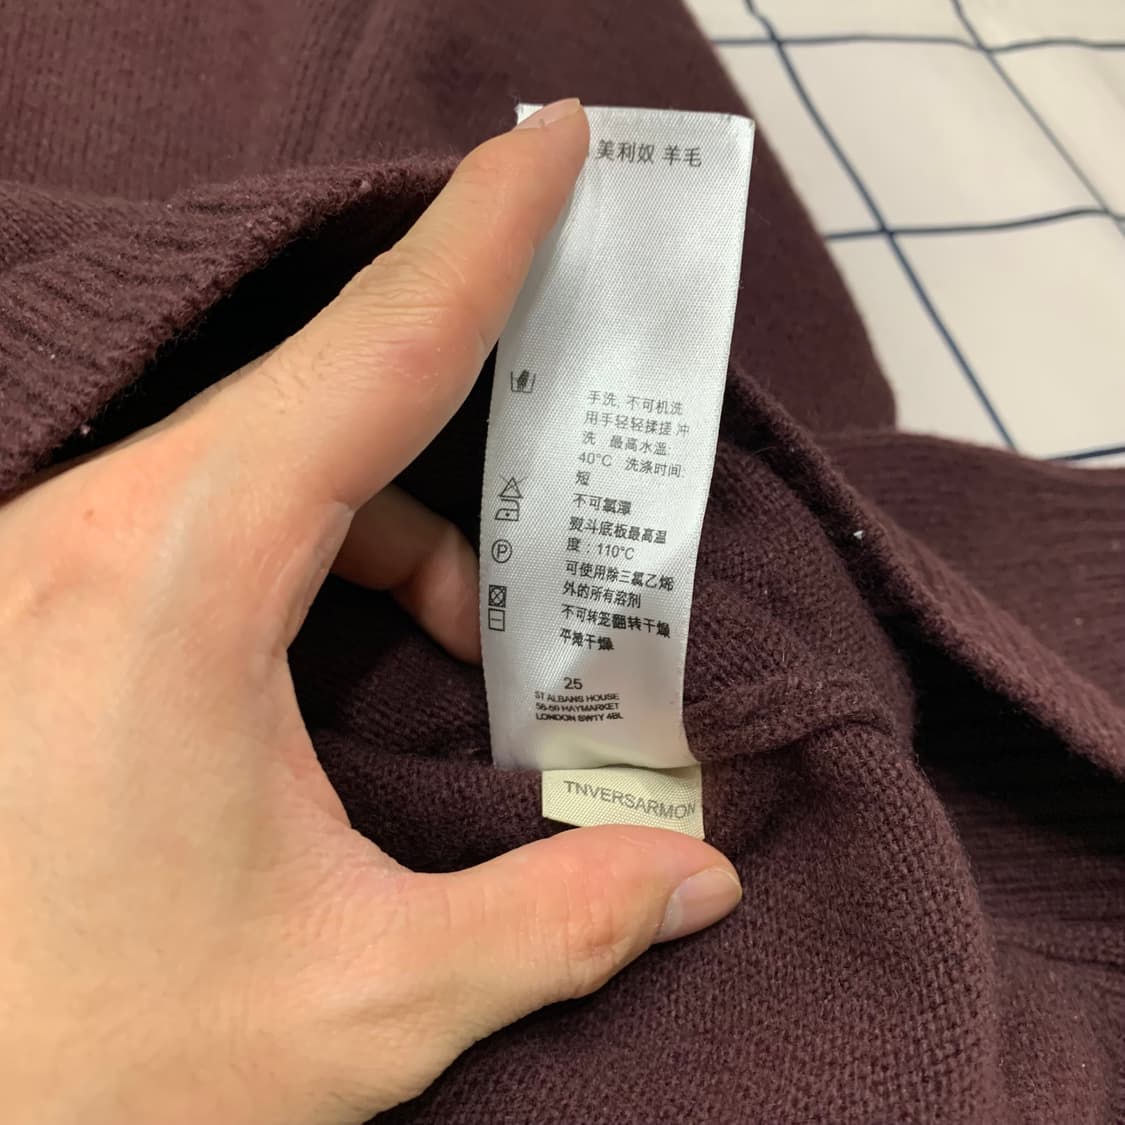 美利奴 羊毛
手洗, 不可机洗
用手轻轻揉搓 冲
洗 最高水温:
40°C 洗涤时间:
短
不可氯漂
熨斗底板最高温
度：110°C
P
可使用除三氯乙烯
外的所有溶剂
不可转笼翻转干燥
平摊干燥
25
ST ALBANS HOUSE
56-60 HAYMARKET
LONDON SW1Y 4BL
TNVERSARMON